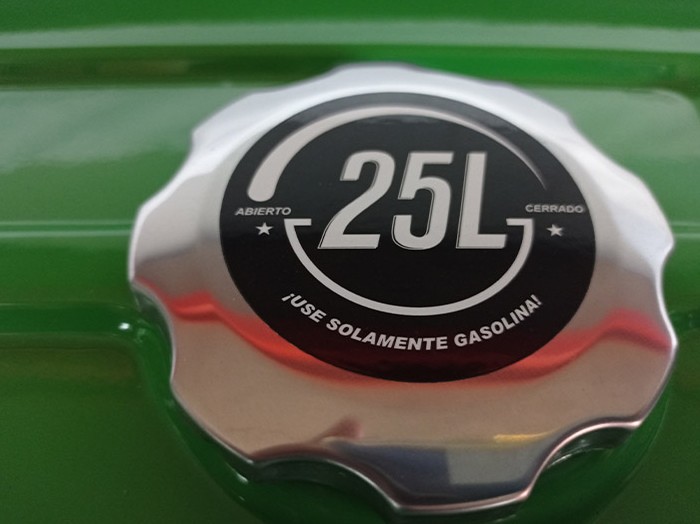 25L
ABIERTO
CERRADO
¡USE SOLAMENTE GASOLINA!